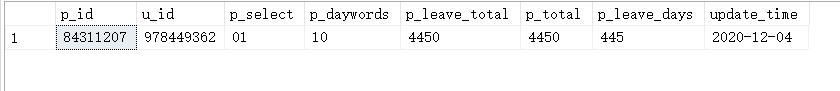 p_id u_id p_select p_daywords p_leave_total p_total p_leave_days update_time
1 84311207 978449362 01 10 4450 4450 445 2020-12-04